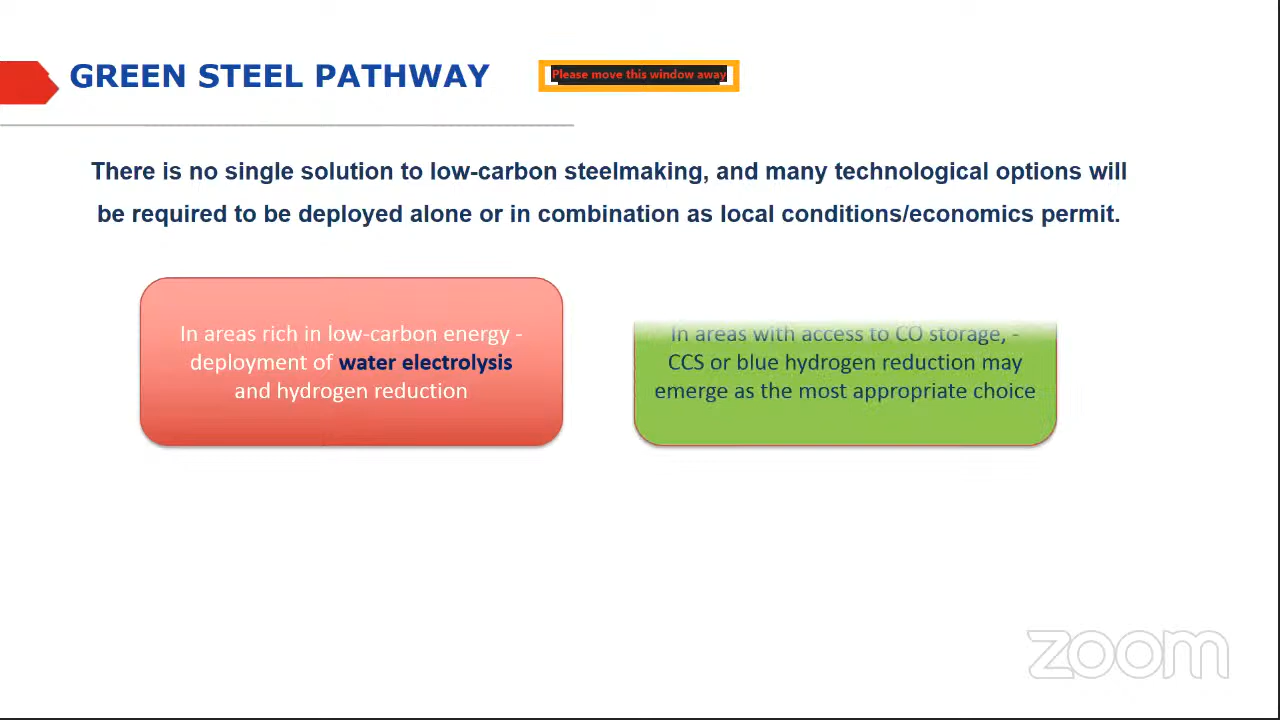 GREEN STEEL PATHWAY
Please move this window away
There is no single solution to low-carbon steelmaking, and many technological options will
be required to be deployed alone or in combination as local conditions/economics permit.
In areas rich in low-carbon energy -
deployment of water electrolysis
and hydrogen reduction
In areas with access to CO storage, -
CCS or blue hydrogen reduction may
emerge as the most appropriate choice
zoom